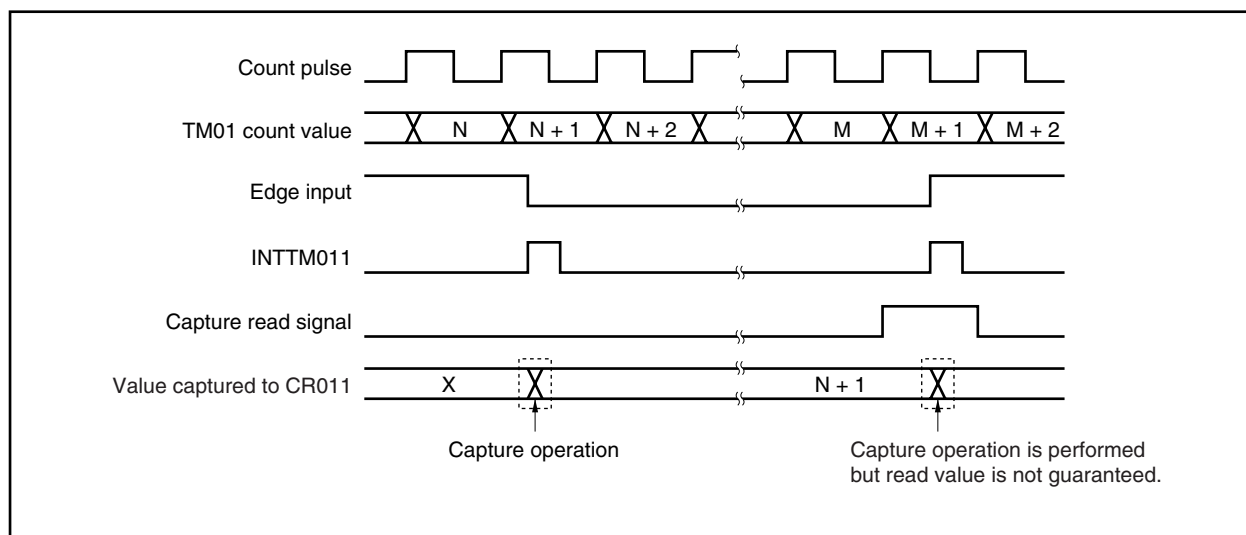 Count pulse
TM01 count value
N
N + 1
N + 2
M
M + 1
M + 2
Edge input
INTTM011
Capture read signal
Value captured to CR011
X
N + 1
Capture operation
Capture operation is performed
but read value is not guaranteed.